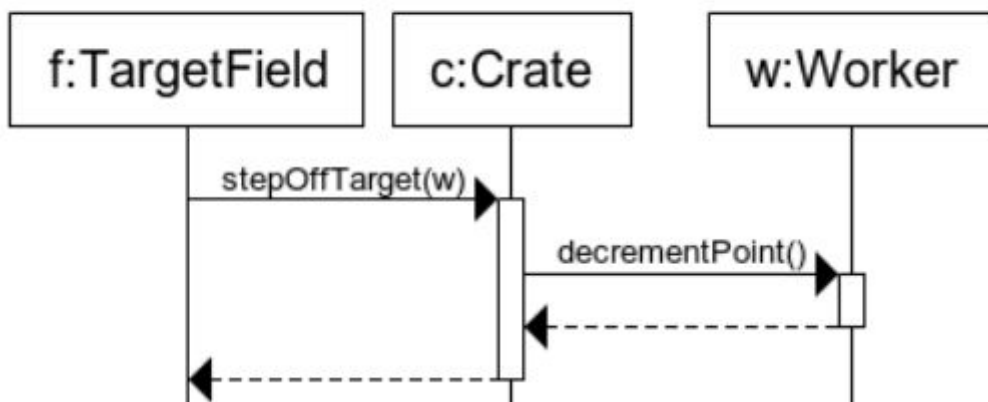 f:TargetField
c:Crate
w:Worker
stepOffTarget(w)
decrementPoint()